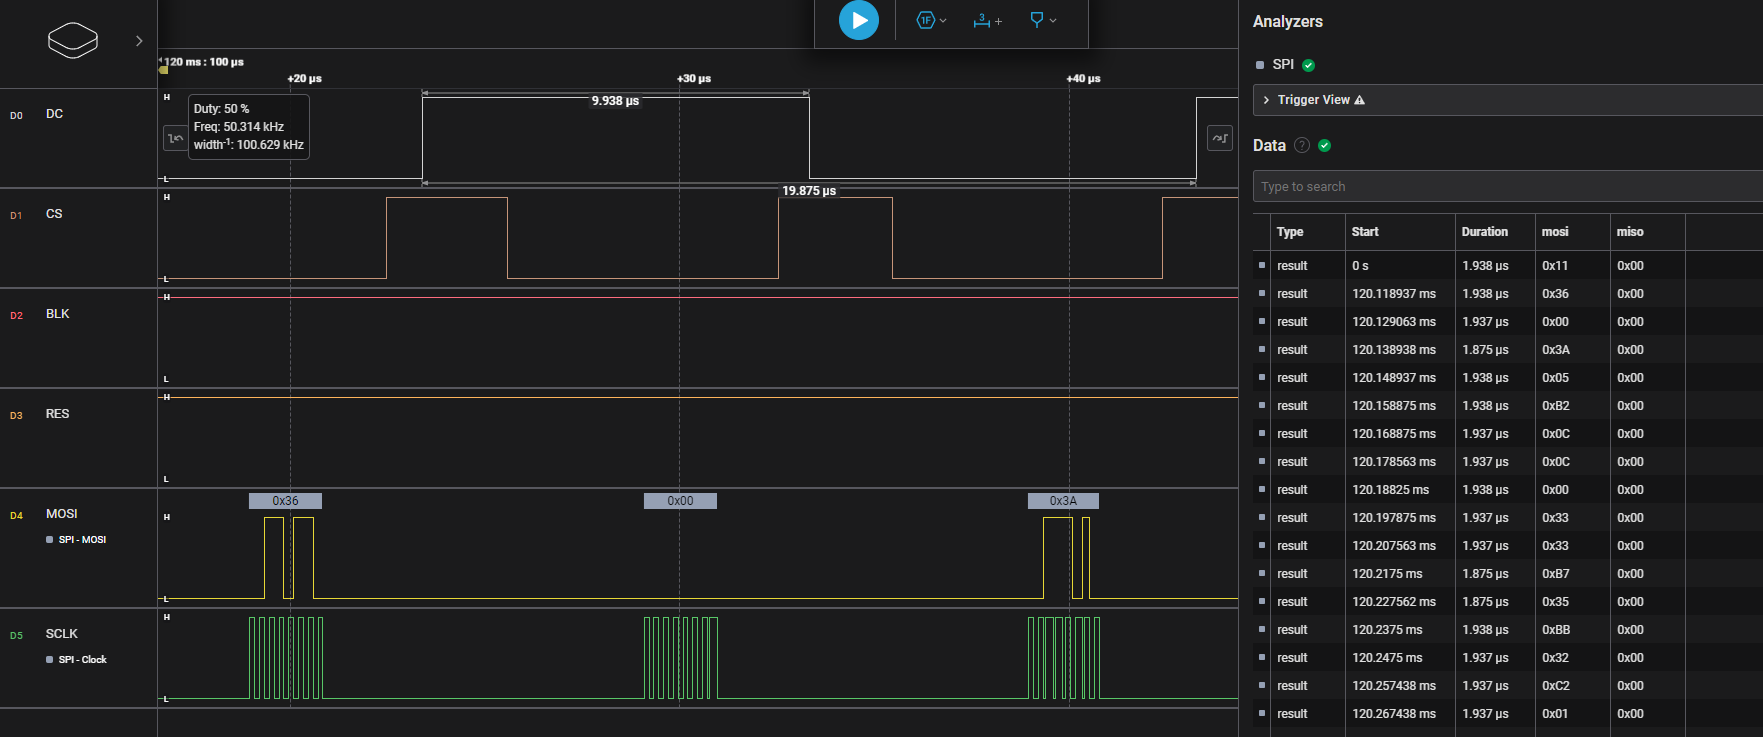 120 ms : 100 µs
+20 µs
+30 µs
+40 µs
D0 DC
H
L
Duty: 50 %
Freq: 50.314 kHz
width-1: 100.629 kHz
9.938 µs
19.875 µs
D1 CS
H
L
D2 BLK
H
L
D3 RES
H
L
D4 MOSI
SPI - MOSI
H
L
0x36
0x00
0x3A
D5 SCLK
SPI - Clock
H
L
1F
3
+
Analyzers
SPI
Trigger View
Data ?
Type to search
Type Start Duration mosi miso
result 0 s 1.938 µs 0x11 0x00
result 120.118937 ms 1.938 µs 0x36 0x00
result 120.129063 ms 1.937 µs 0x00 0x00
result 120.138938 ms 1.875 µs 0x3A 0x00
result 120.148937 ms 1.938 µs 0x05 0x00
result 120.158875 ms 1.938 µs 0xB2 0x00
result 120.168875 ms 1.937 µs 0x0C 0x00
result 120.178563 ms 1.937 µs 0x0C 0x00
result 120.18825 ms 1.938 µs 0x00 0x00
result 120.197875 ms 1.937 µs 0x33 0x00
result 120.207563 ms 1.937 µs 0x33 0x00
result 120.2175 ms 1.875 µs 0xB7 0x00
result 120.227562 ms 1.875 µs 0x35 0x00
result 120.2375 ms 1.938 µs 0xBB 0x00
result 120.2475 ms 1.937 µs 0x32 0x00
result 120.257438 ms 1.937 µs 0xC2 0x00
result 120.267438 ms 1.937 µs 0x01 0x00